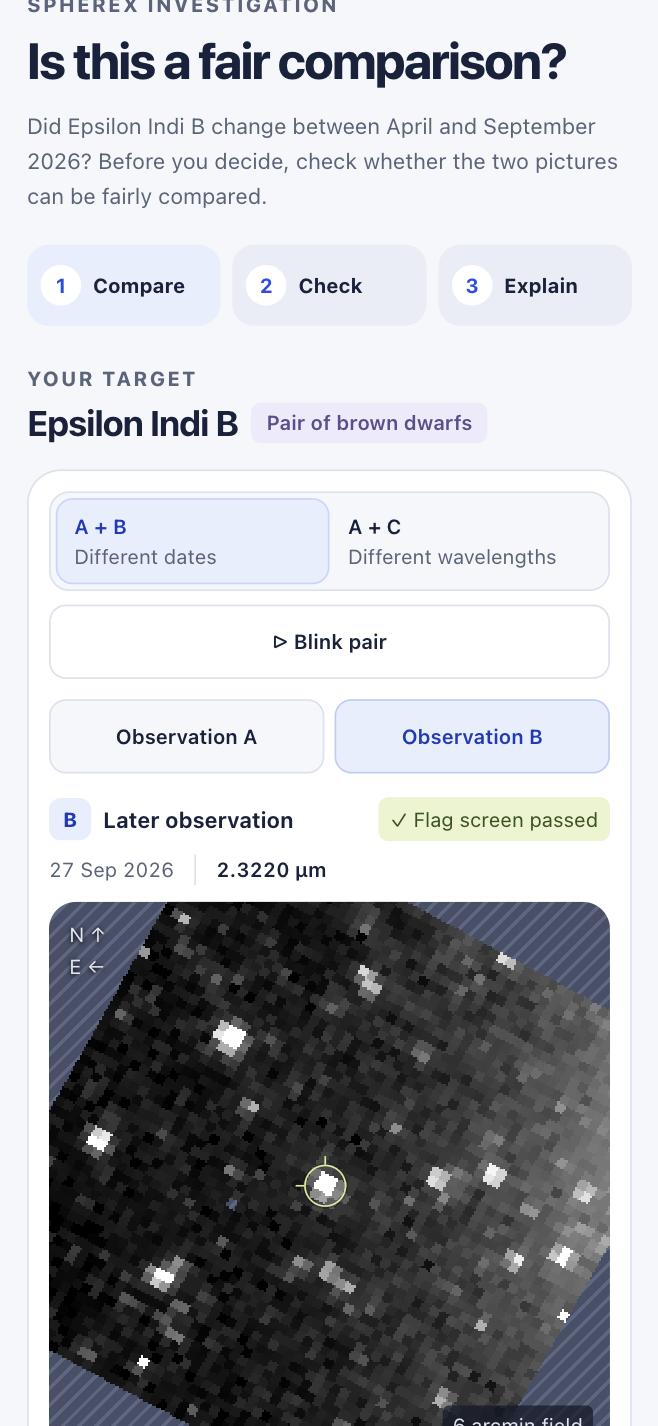 SPHEREX INVESTIGATION
Is this a fair comparison?
Did Epsilon Indi B change between April and September
2026? Before you decide, check whether the two pictures
can be fairly compared.
1 Compare
2 Check
3 Explain
YOUR TARGET
Epsilon Indi B Pair of brown dwarfs
A + B
Different dates
A + C
Different wavelengths
Blink pair
Observation A
Observation B
B Later observation ✓ Flag screen passed
27 Sep 2026 2.3220 µm
N ↑
E ←
6 arcmin field